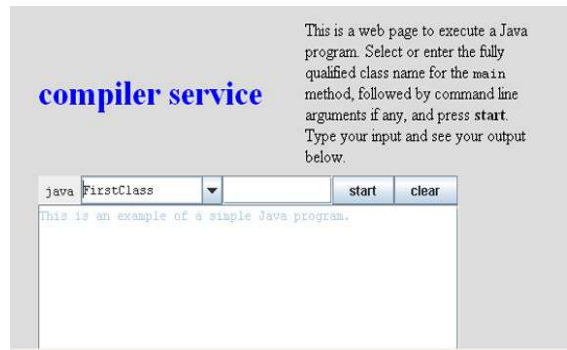 This is a web page to execute a Java
program. Select or enter the fully
qualified class name for the main
method, followed by command line
arguments if any, and press start.
Type your input and see your output
below.
compiler service
java FirstClass start clear
This is an example of a simple Java program.